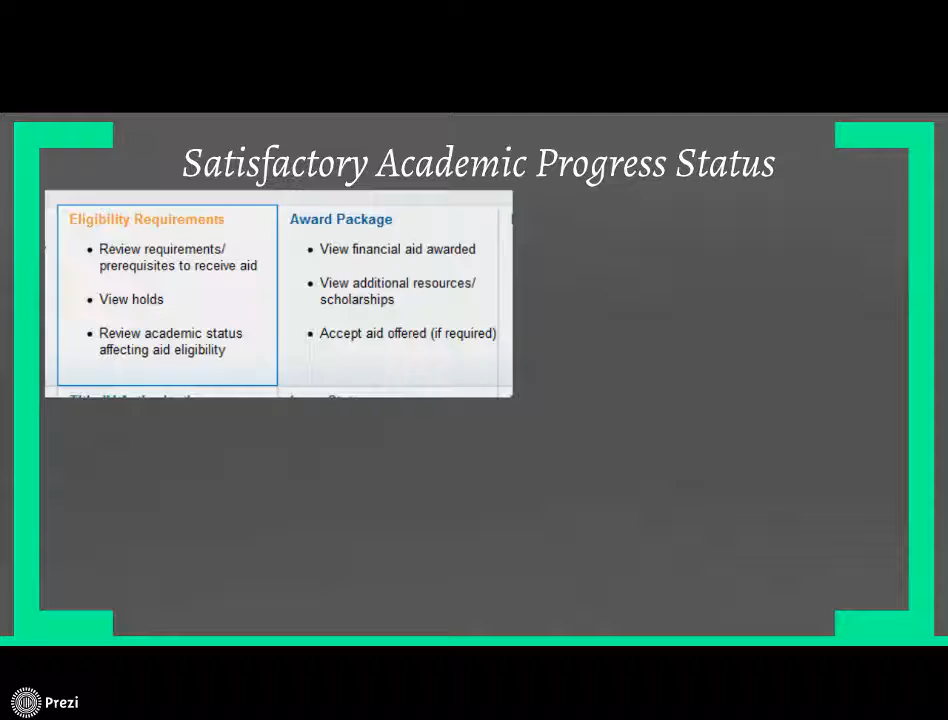 Satisfactory Academic Progress Status
Eligibility Requirements
• Review requirements/
prerequisites to receive aid
• View holds
• Review academic status
affecting aid eligibility
Award Package
• View financial aid awarded
• View additional resources/
scholarships
• Accept aid offered (if required)
Prezi